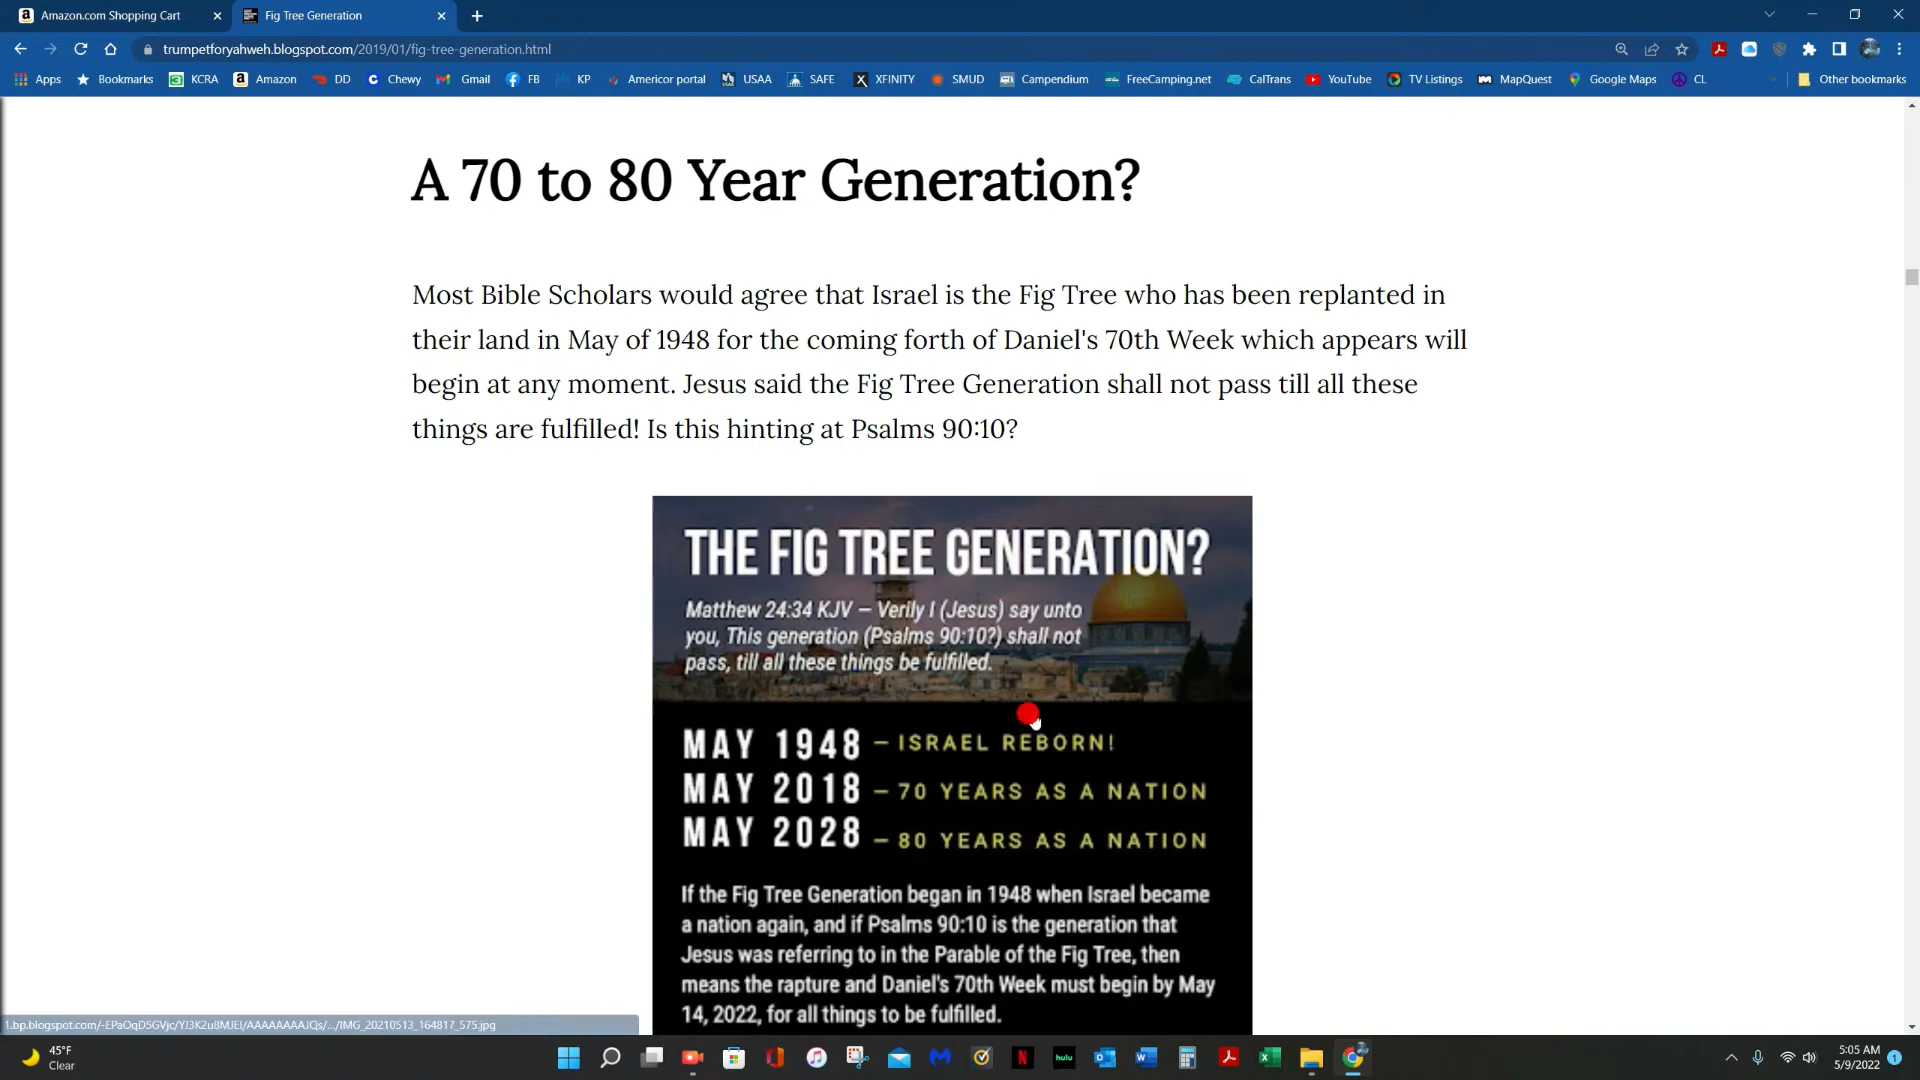 Amazon.com Shopping Cart
Fig Tree Generation
trumpetforyahweh.blogspot.com/2019/01/fig-tree-generation.html
Apps Bookmarks KCRA Amazon DD Chewy Gmail FB KP Americor portal USAA SAFE XFINITY SMUD Campendium FreeCamping.net CalTrans YouTube TV Listings MapQuest Google Maps CL Other bookmarks
A 70 to 80 Year Generation?
Most Bible Scholars would agree that Israel is the Fig Tree who has been replanted in
their land in May of 1948 for the coming forth of Daniel's 70th Week which appears will
begin at any moment. Jesus said the Fig Tree Generation shall not pass till all these
things are fulfilled! Is this hinting at Psalms 90:10?
THE FIG TREE GENERATION?
Matthew 24:34 KJV – Verily I (Jesus) say unto
you, This generation (Psalms 90:10?) shall not
pass, till all these things be fulfilled.
MAY 1948 – ISRAEL REBORN!
MAY 2018 – 70 YEARS AS A NATION
MAY 2028 – 80 YEARS AS A NATION
If the Fig Tree Generation began in 1948 when Israel became
a nation again, and if Psalms 90:10 is the generation that
Jesus was referring to in the Parable of the Fig Tree, then
means the rapture and Daniel's 70th Week must begin by May
14, 2022, for all things to be fulfilled.
1.bp.blogspot.com/-EPaOqD5GVjc/YJ3K2u8MJEI/AAAAAAAAJQs/.../IMG_20210513_164817_575.jpg
45°F
Clear
hulu
5:05 AM
5/9/2022
1